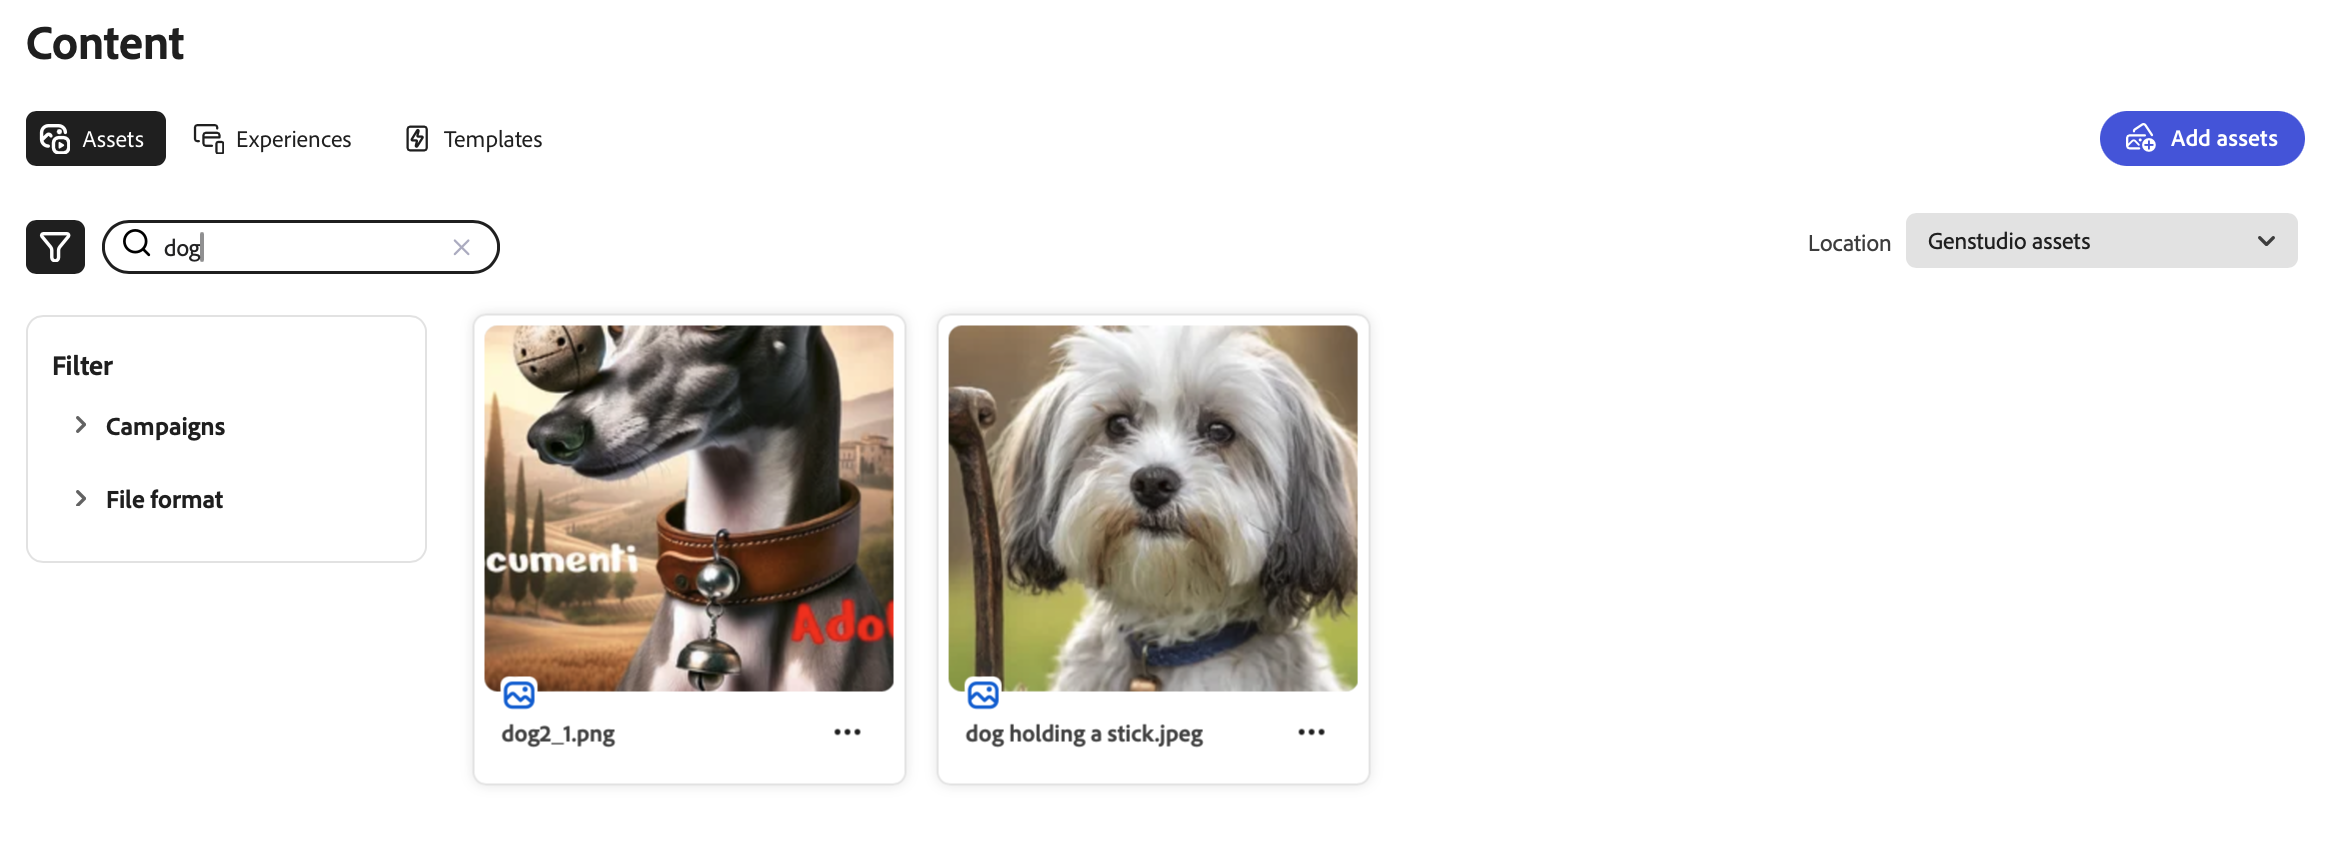 Content
Assets
Experiences
Templates
Add assets
dog
Location
Genstudio assets
Filter
Campaigns
File format
cumenti
Adol
dog2_1.png
dog holding a stick.jpeg